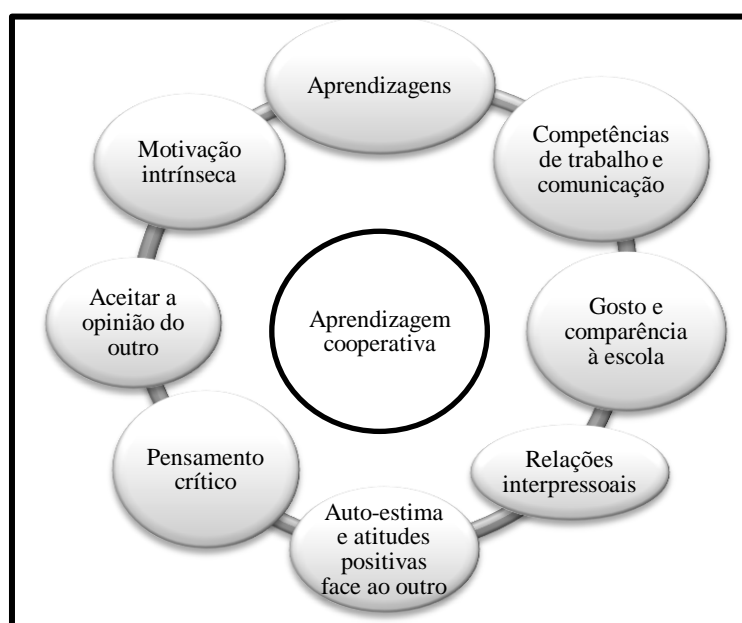 Aprendizagens
Competências
de trabalho e
comunicação
Gosto e
comparência
à escola
Relações
interpressoais
Auto-estima
e atitudes
positivas
face ao outro
Pensamento
crítico
Aceitar a
opinião do
outro
Motivação
intrínseca
Aprendizagem
cooperativa